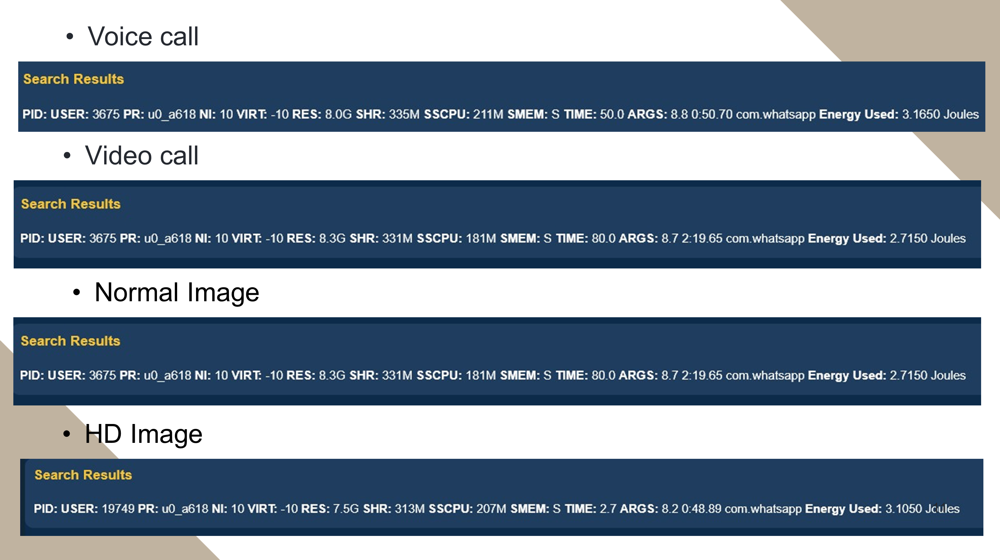 • Voice call
Search Results
PID: USER: 3675 PR: u0_a618 NI: 10 VIRT: -10 RES: 8.0G SHR: 335M SSCPU: 211M SMEM: S TIME: 50.0 ARGS: 8.8 0:50.70 com.whatsapp Energy Used: 3.1650 Joules
• Video call
Search Results
PID: USER: 3675 PR: u0_a618 NI: 10 VIRT: -10 RES: 8.3G SHR: 331M SSCPU: 181M SMEM: S TIME: 80.0 ARGS: 8.7 2:19.65 com.whatsapp Energy Used: 2.7150 Joules
• Normal Image
Search Results
PID: USER: 3675 PR: u0_a618 NI: 10 VIRT: -10 RES: 8.3G SHR: 331M SSCPU: 181M SMEM: S TIME: 80.0 ARGS: 8.7 2:19.65 com.whatsapp Energy Used: 2.7150 Joules
• HD Image
Search Results
PID: USER: 19749 PR: u0_a618 NI: 10 VIRT: -10 RES: 7.5G SHR: 313M SSCPU: 207M SMEM: S TIME: 2.7 ARGS: 8.2 0:48.89 com.whatsapp Energy Used: 3.1050 Joules